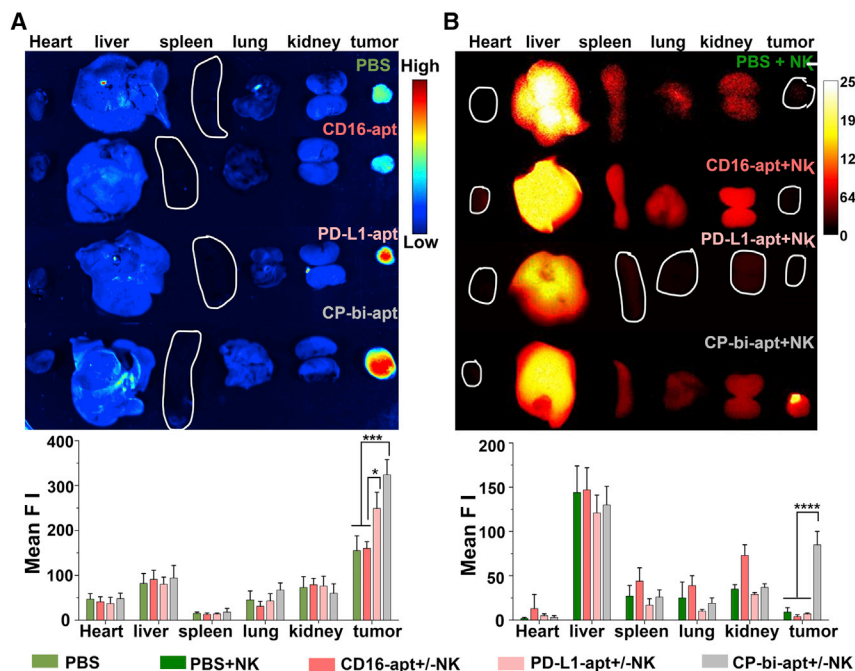 A
Heart liver spleen lung kidney tumor
PBS
High
CD16-apt
PD-L1-apt
Low
CP-bi-apt
400
300
200
100
0
Mean F I
***
*
Heart liver spleen lung kidney tumor
B
Heart liver spleen lung kidney tumor
PBS + NK
25
12
CD16-apt+NK
64
PD-L1-apt+NK
0
CP-bi-apt+NK
200
150
100
50
0
Mean F I
****
Heart liver spleen lung kidney tumor
PBS PBS+NK CD16-apt+/-NK PD-L1-apt+/-NK CP-bi-apt+/-NK